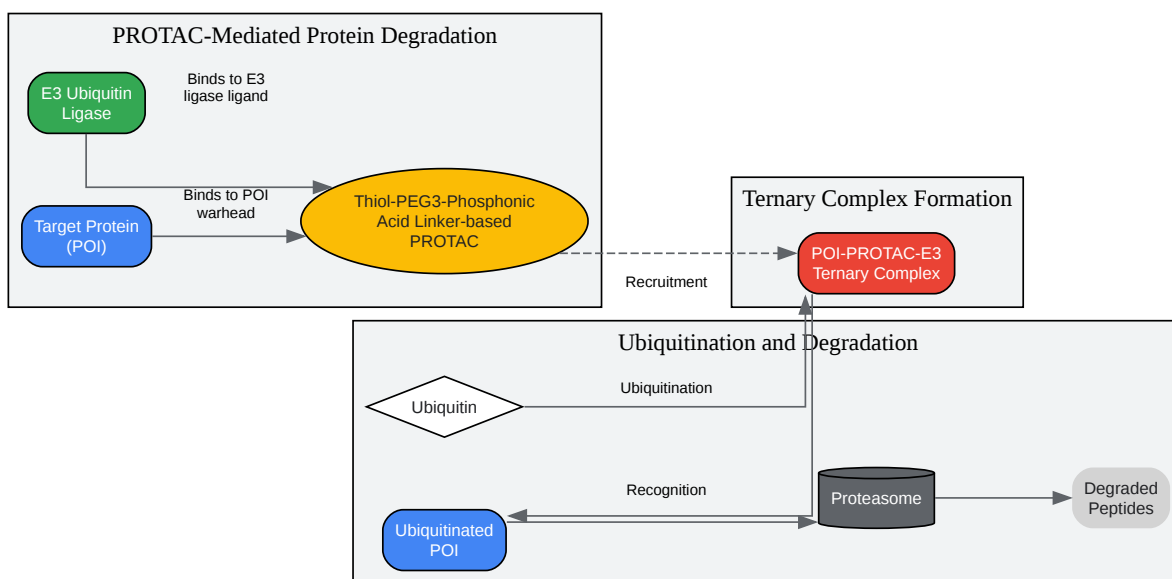 PROTAC-Mediated Protein Degradation
Binds to E3
ligase ligand
E3 Ubiquitin
Ligase
Binds to POI
warhead
Target Protein
(POI)
Thiol-PEG3-Phosphonic
Acid Linker-based
PROTAC
Recruitment
Ternary Complex Formation
POI-PROTAC-E3
Ternary Complex
Ubiquitination and Degradation
Ubiquitin
Ubiquitination
Recognition
Ubiquitinated
POI
Proteasome
Degraded
Peptides